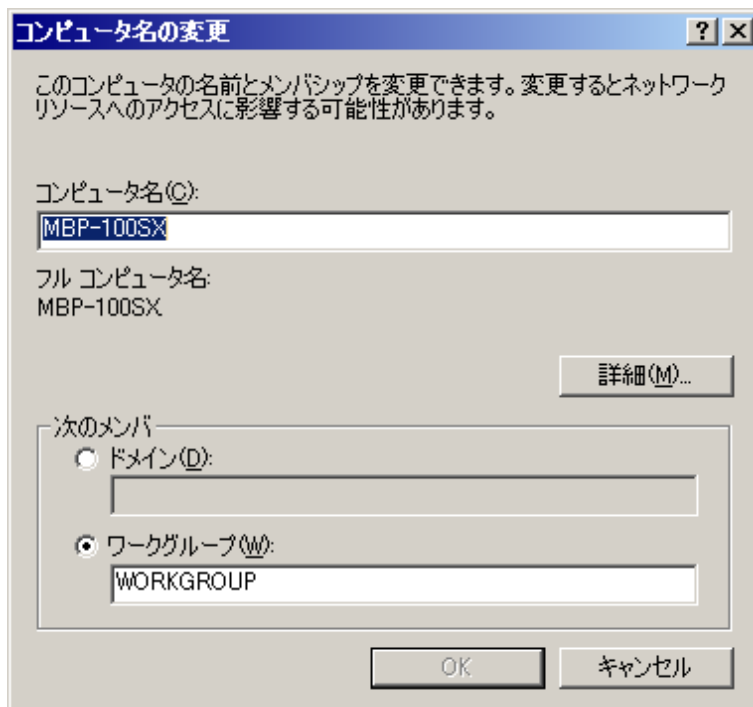 コンピュータ名の変更
このコンピュータの名前とメンバシップを変更できます。変更するとネットワーク
リソースへのアクセスに影響する可能性があります。
コンピュータ名(C):
MBP-100SX
フル コンピュータ名:
MBP-100SX.
詳細(M)...
次のメンバ
ドメイン(D):
ワークグループ(W):
WORKGROUP
OK
キャンセル